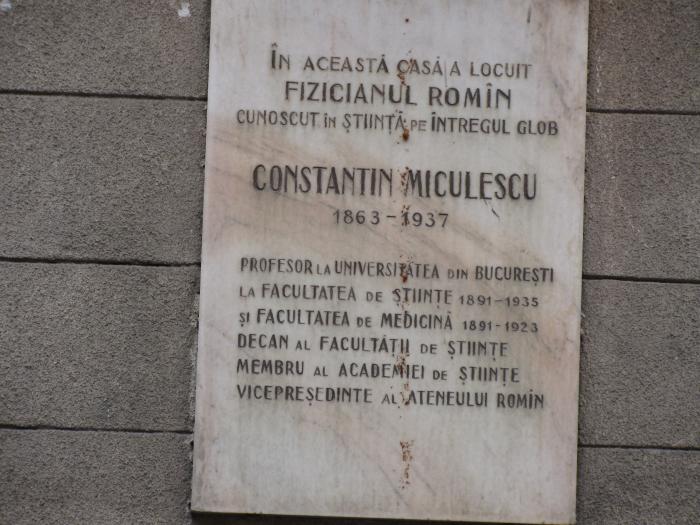 ÎN ACEASTĂ CASĂ A LOCUIT
FIZICIANUL ROMÎN
CUNOSCUT ÎN ȘTIINȚĂ PE ÎNTREGUL GLOB
CONSTANTIN MICULESCU
1863-1937
PROFESOR LA UNIVERSITATEA DIN BUCUREȘTI
LA FACULTATEA DE ȘTIINȚE 1891-1935
ȘI FACULTATEA DE MEDICINĂ 1891-1923
DECAN AL FACULTĂȚII DE ȘTIINȚE
MEMBRU AL ACADEMIEI DE ȘTIINȚE
VICEPREȘEDINTE AL ATENEULUI ROMÎN